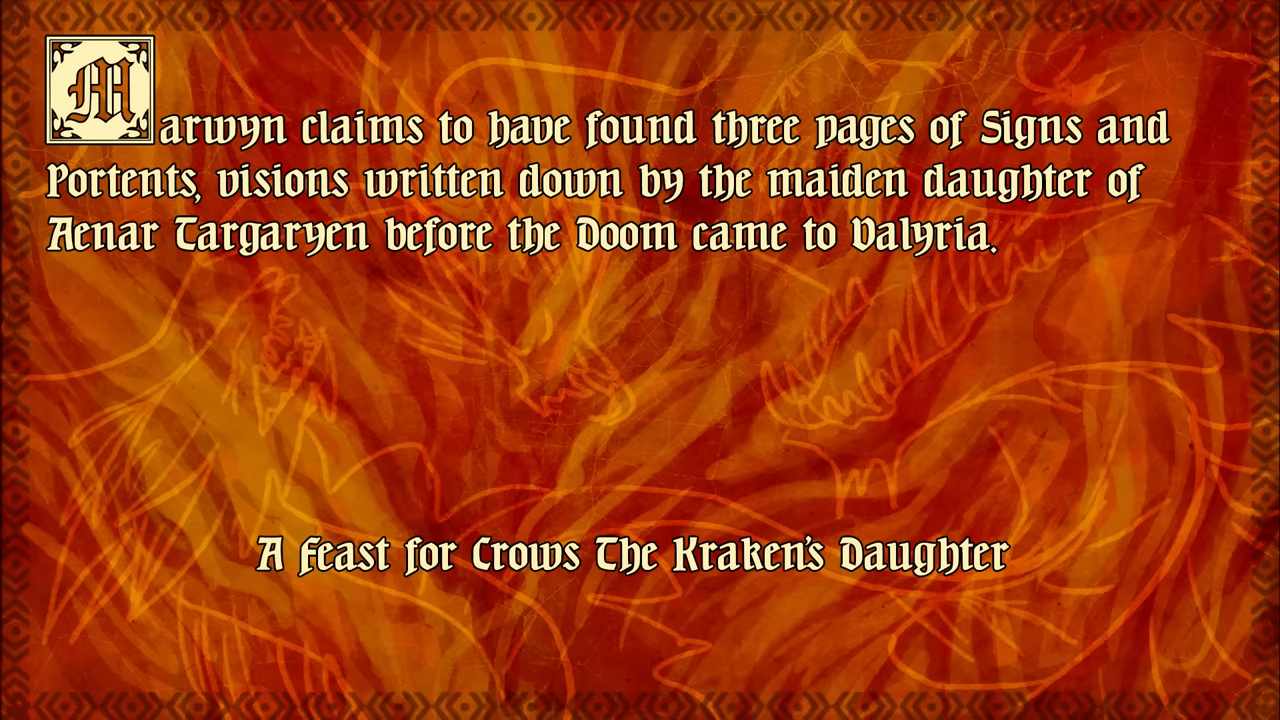 Marwyn claims to have found three pages of Signs and
Portents, visions written down by the maiden daughter of
Aenar Targaryen before the Doom came to Valyria.
A Feast for Crows The Kraken's Daughter